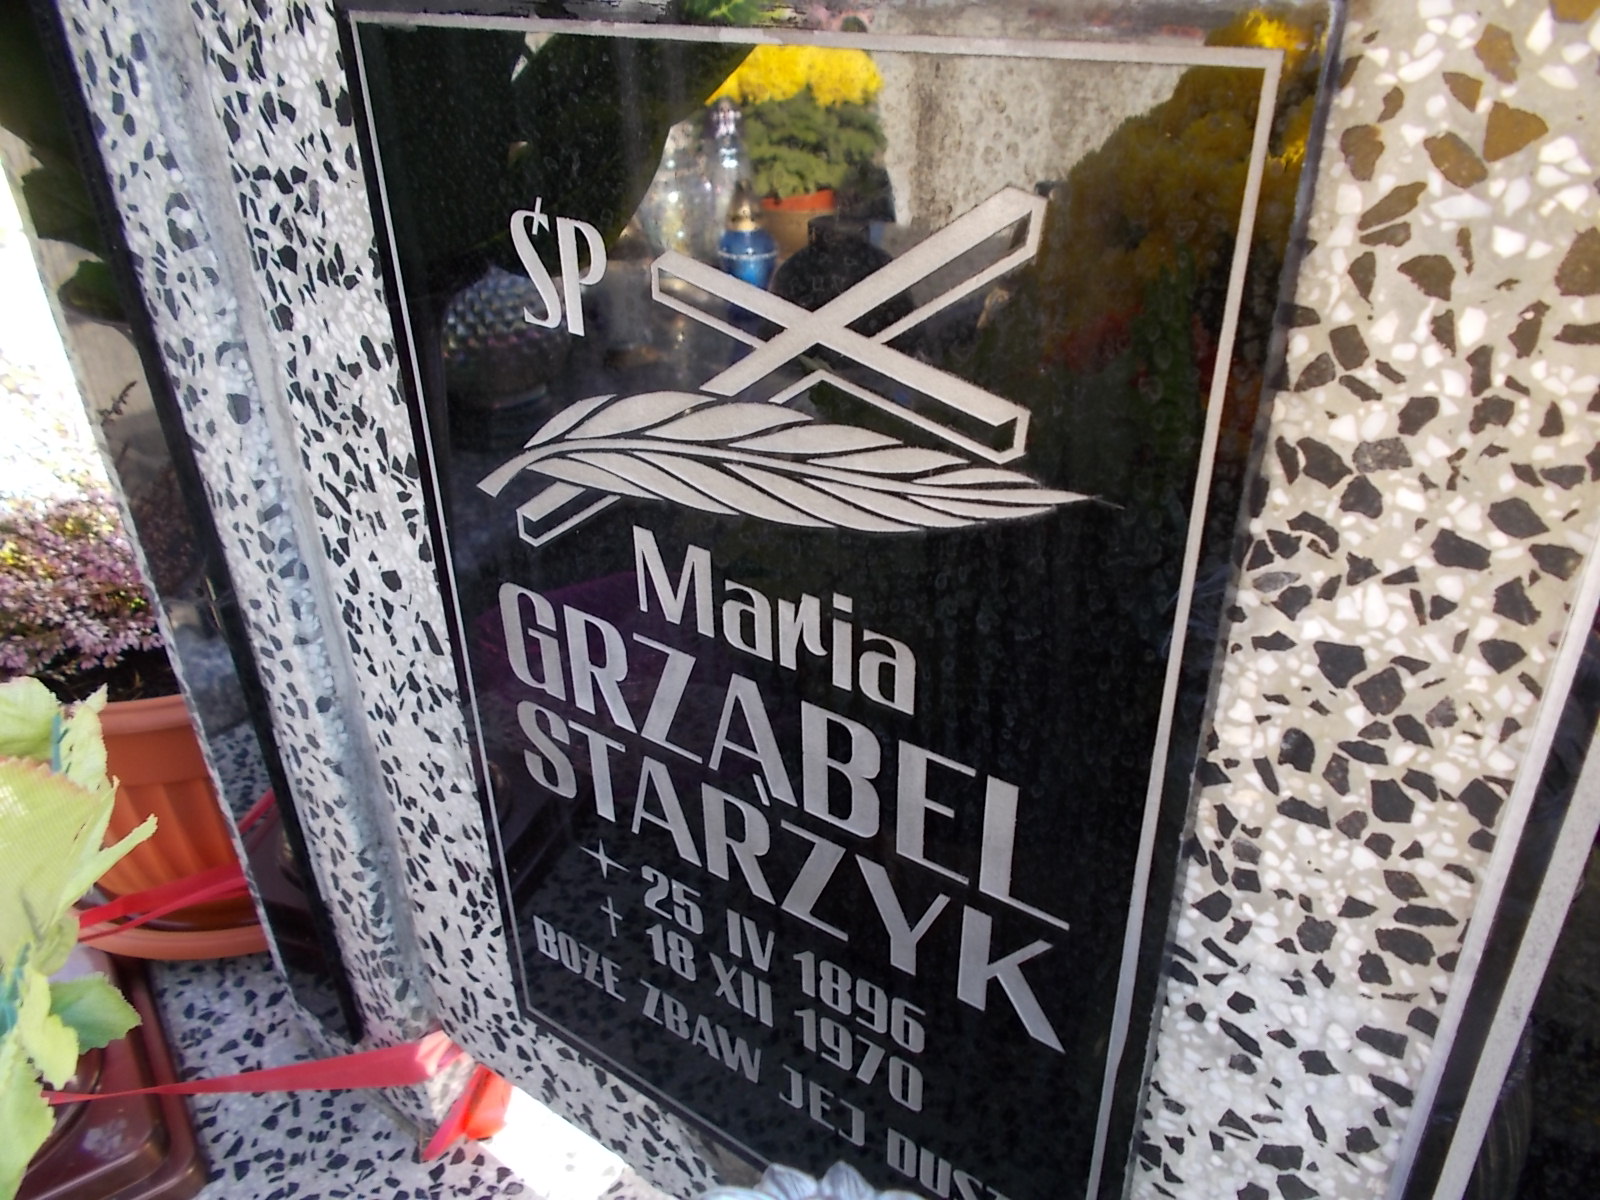 ŚP
Maria
GRZĄBEL
STARZYK
25 IV 1896
18 XII 1970
BOŻE ZBAW JEJ DUSZ